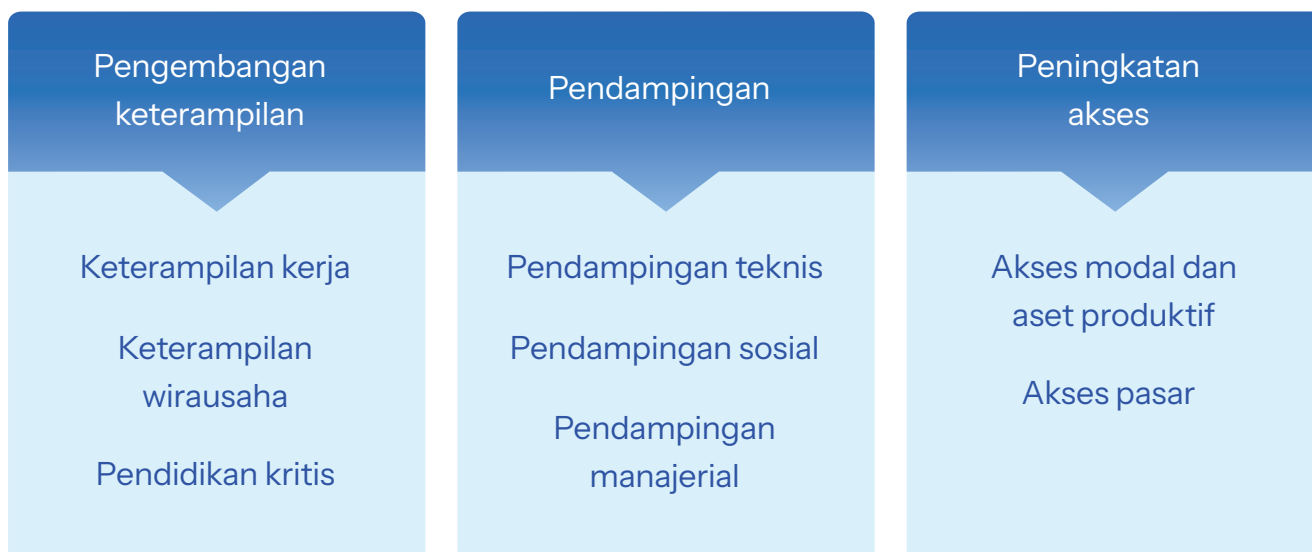 Pengembangan
keterampilan
Keterampilan kerja
Keterampilan
wirausaha
Pendidikan kritis
Pendampingan
Pendampingan teknis
Pendampingan sosial
Pendampingan
manajerial
Peningkatan
akses
Akses modal dan
aset produktif
Akses pasar